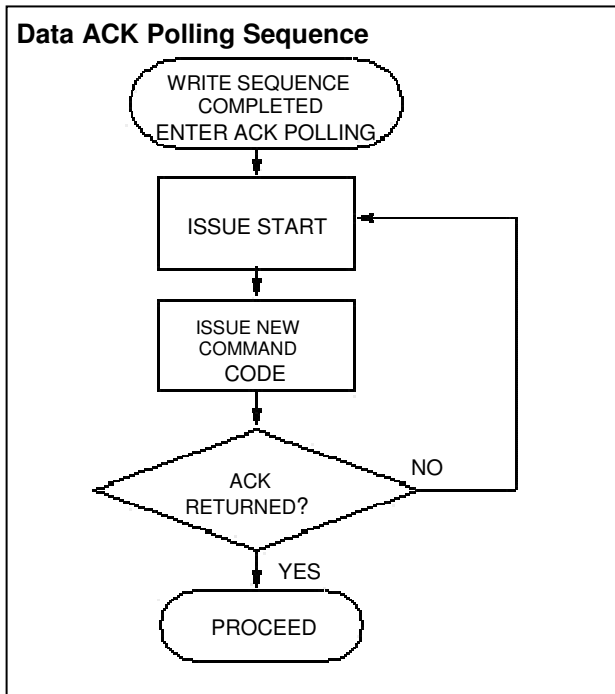 Data ACK Polling Sequence
WRITE SEQUENCE
COMPLETED
ENTER ACK POLLING
ISSUE START
ISSUE NEW
COMMAND
CODE
ACK
RETURNED?
NO
YES
PROCEED